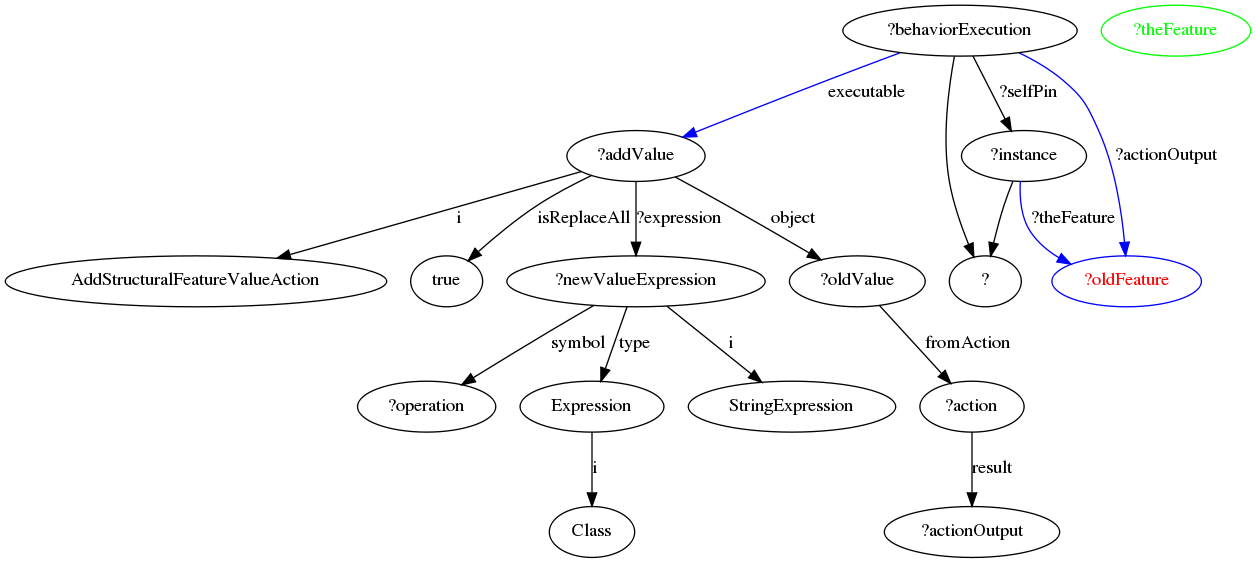 ?behaviorExecution
?theFeature
executable
?selfPin
?addValue
?instance
?actionOutput
i
isReplaceAll
?expression
object
?theFeature
AddStructuralFeatureValueAction
true
?newValueExpression
?oldValue
?
?oldFeature
symbol
type
i
fromAction
?operation
Expression
StringExpression
?action
i
result
Class
?actionOutput